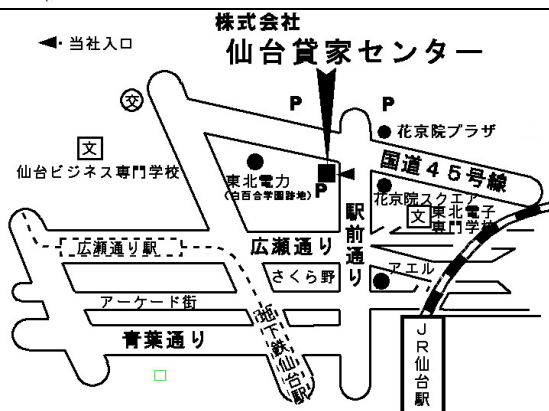 株式会社
仙台貸家センター
◀・当社入口
P
P
交
花京院プラザ
文
仙台ビジネス専門学校
東北電力
(白百合学園跡地)
P
国道45号線
花京院スクエア
文
東北電子
専門学校
駅前通り
広瀬通り駅
広瀬通り
さくら野
アエル
アーケード街
青葉通り
地下鉄仙台駅
JR仙台駅